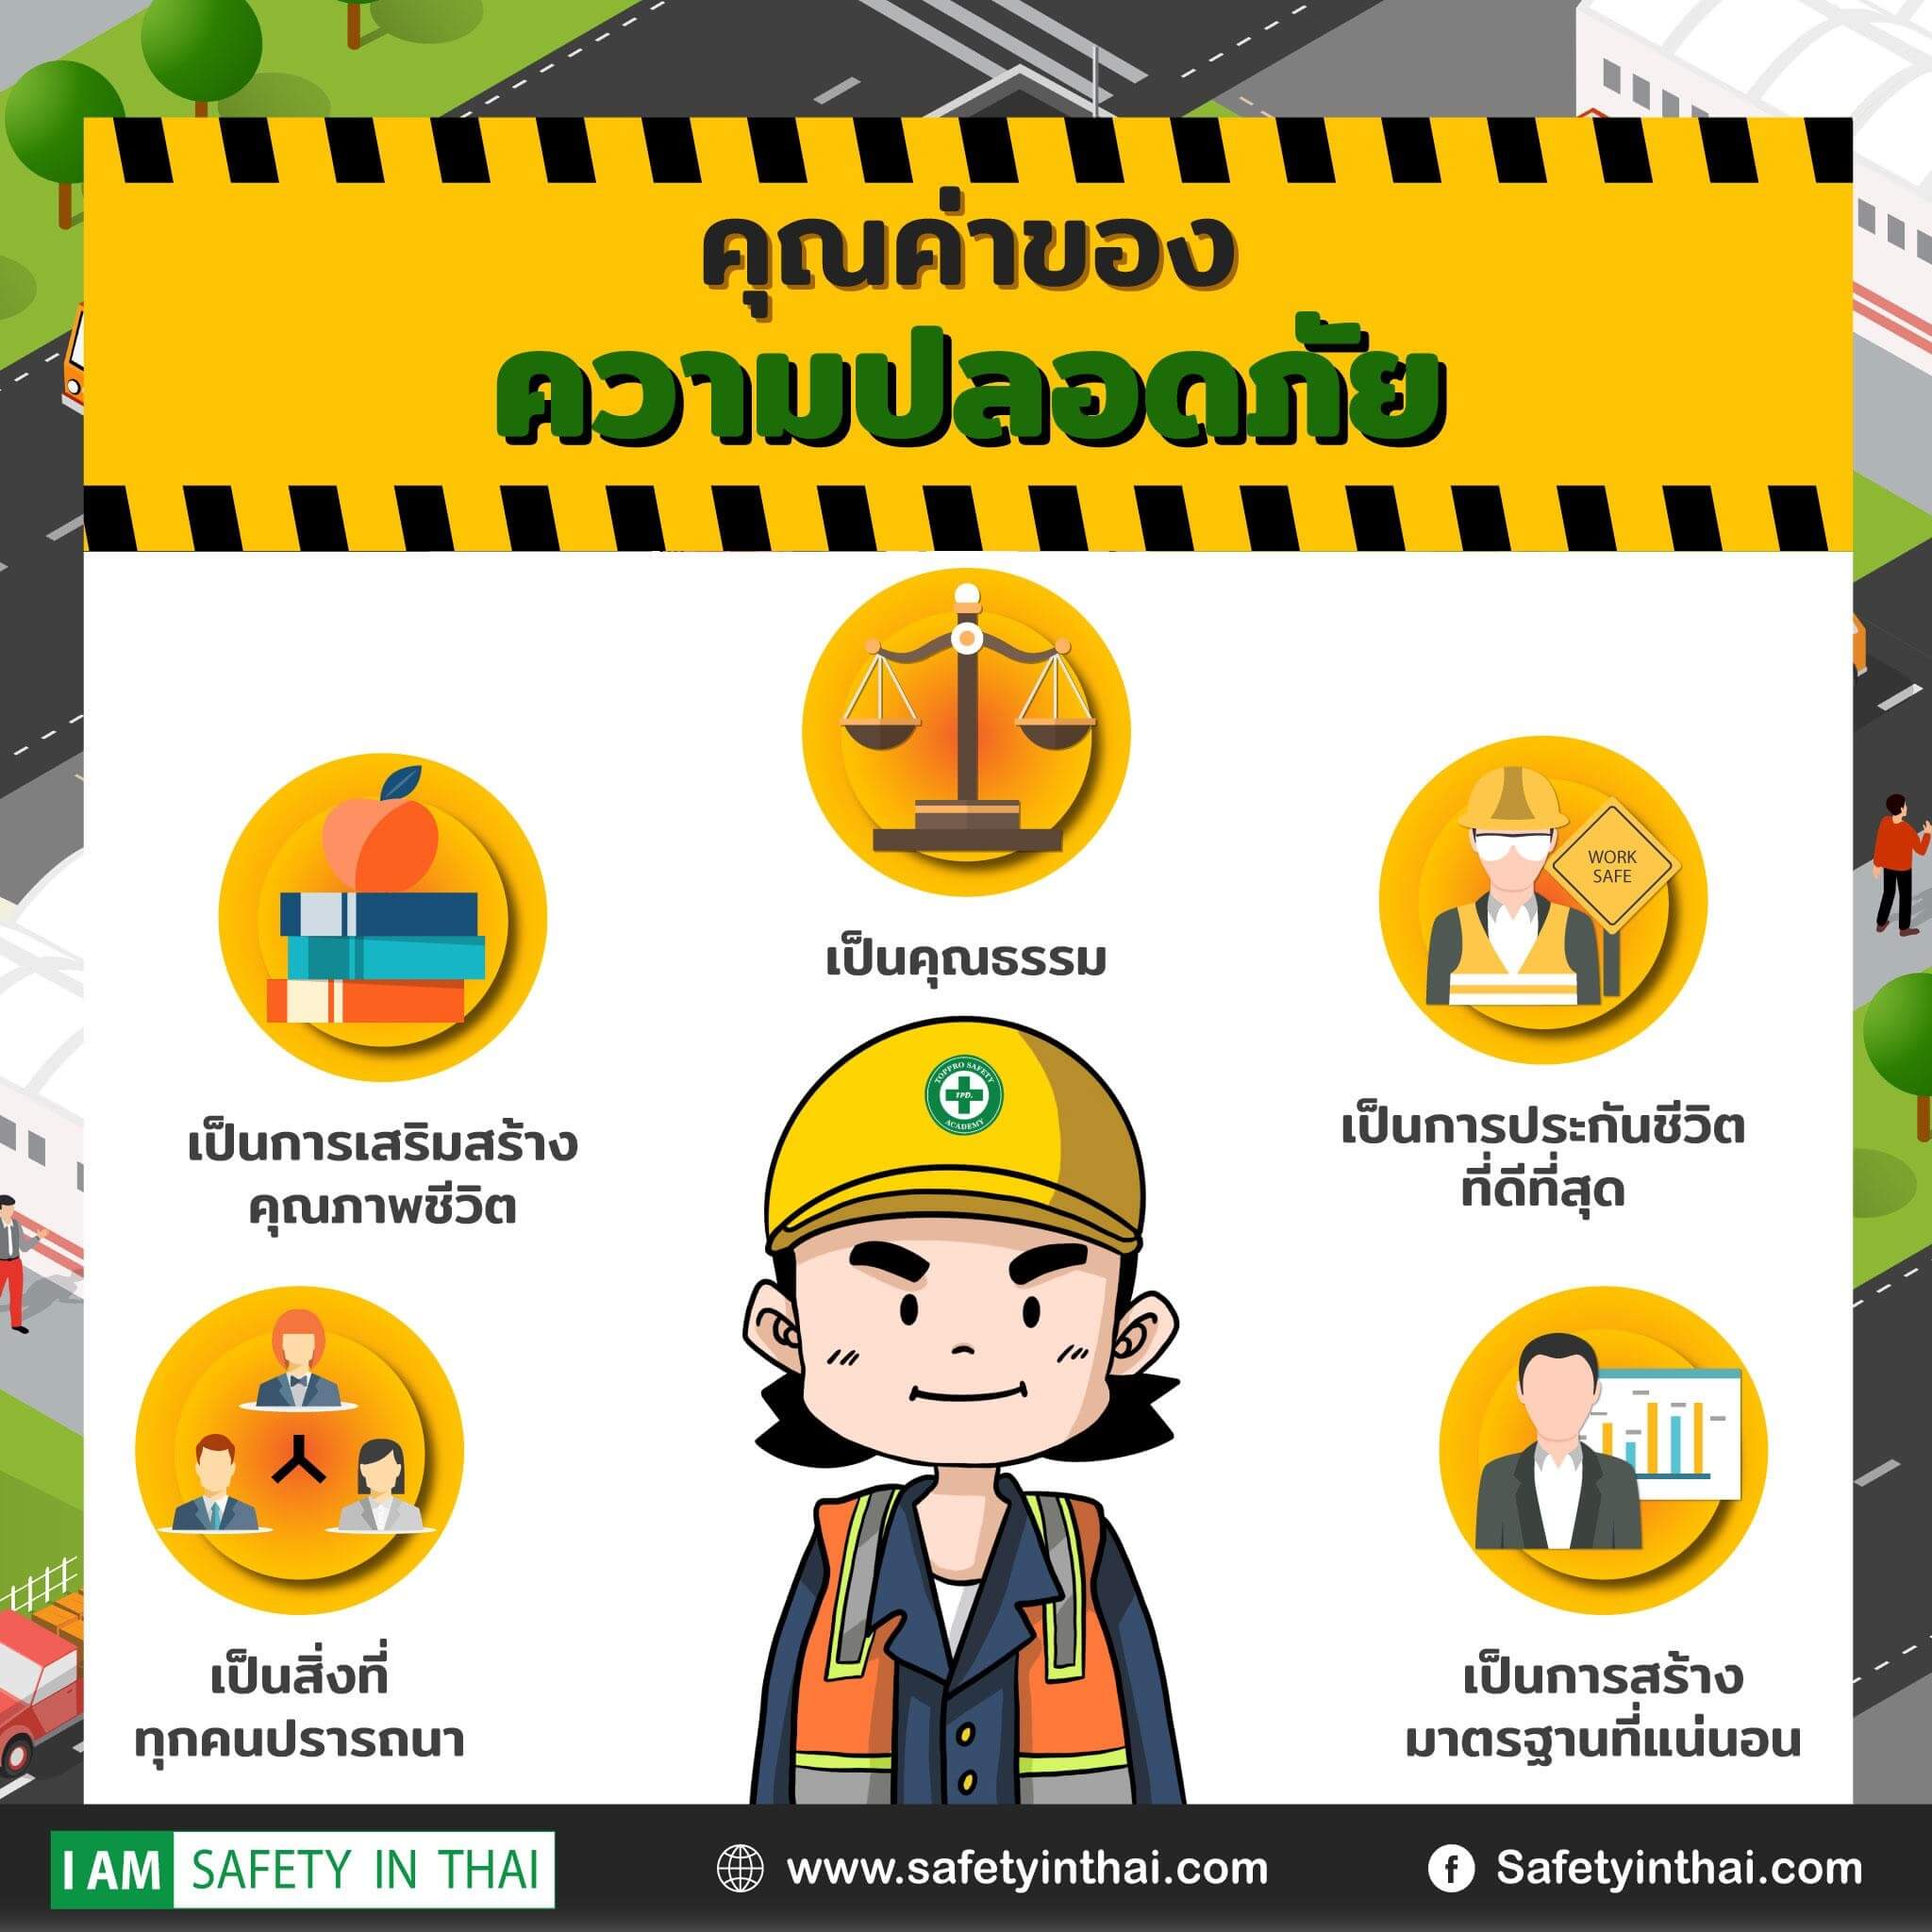 คุณค่าของ
ความปลอดภัย
เป็นคุณธรรม
WORK
SAFE
เป็นการเสริมสร้าง
คุณภาพชีวิต
เป็นการประกันชีวิต
ที่ดีที่สุด
TOPPRO SAFETY
TPD.
ACADEMY
เป็นสิ่งที่
ทุกคนปรารถนา
เป็นการสร้าง
มาตรฐานที่แน่นอน
I AM SAFETY IN THAI
www.safetyinthai.com
f Safetyinthai.com